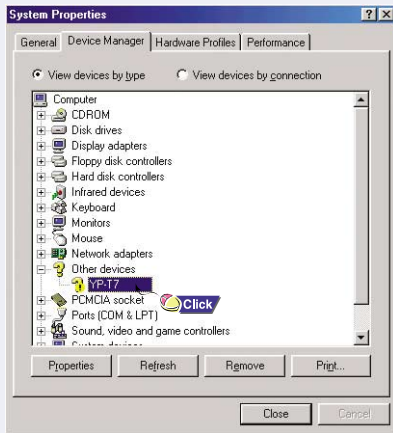 System Properties
General Device Manager Hardware Profiles Performance
View devices by type View devices by connection
Computer
CDROM
Disk drives
Display adapters
Floppy disk controllers
Hard disk controllers
Infrared devices
Keyboard
Monitors
Mouse
Network adapters
Other devices
YP-T7
PCMCIA socket
Click
Ports (COM & LPT)
Sound, video and game controllers
System devices
Properties Refresh Remove Print...
Close Cancel